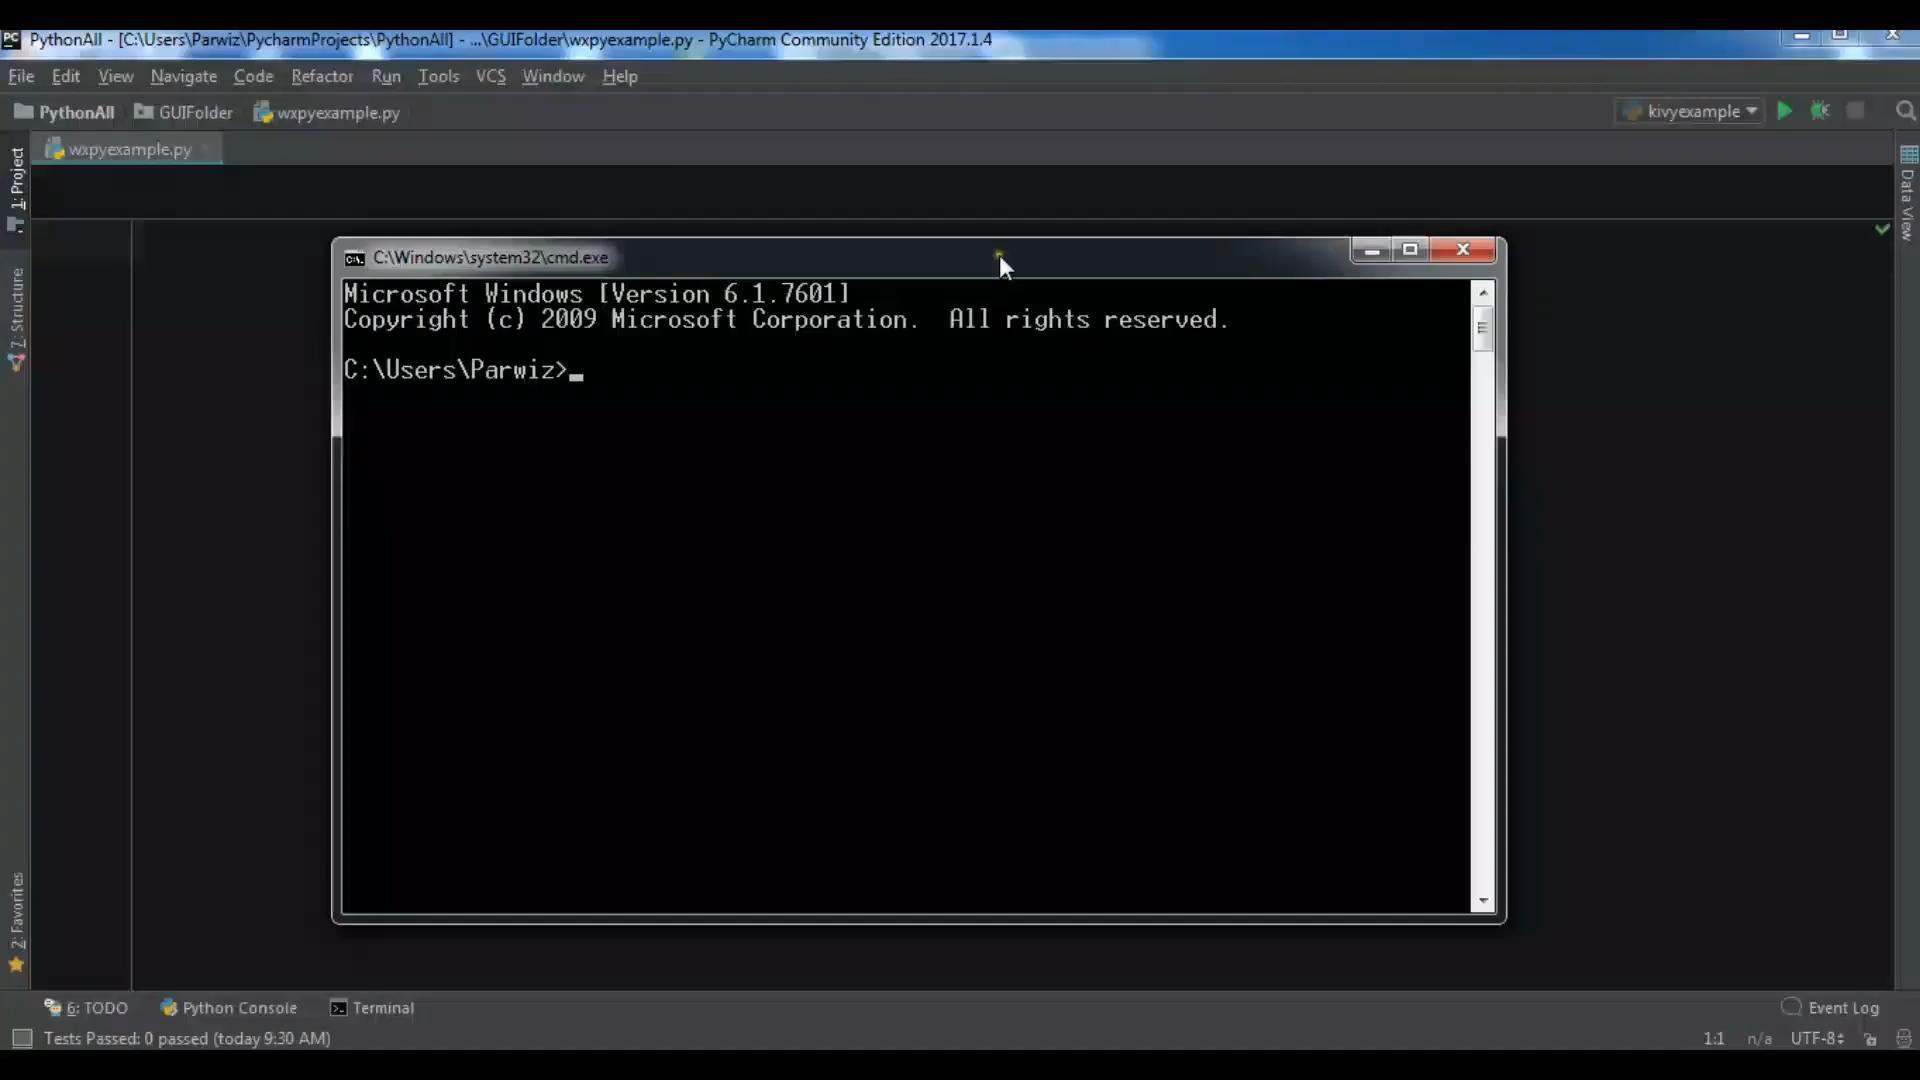 PC PythonAll - [C:\Users\Parwiz\PycharmProjects\PythonAll] - ...\GUIFolder\wxpyexample.py - PyCharm Community Edition 2017.1.4
File Edit View Navigate Code Refactor Run Tools VCS Window Help
PythonAll GUIFolder wxpyexample.py kivyexample
wxpyexample.py
1: Project
7: Structure
2: Favorites
Data View
C:\Windows\system32\cmd.exe
Microsoft Windows [Version 6.1.7601]
Copyright (c) 2009 Microsoft Corporation.  All rights reserved.
C:\Users\Parwiz>
6: TODO Python Console Terminal Event Log
Tests Passed: 0 passed (today 9:30 AM) 1:1 n/a UTF-8